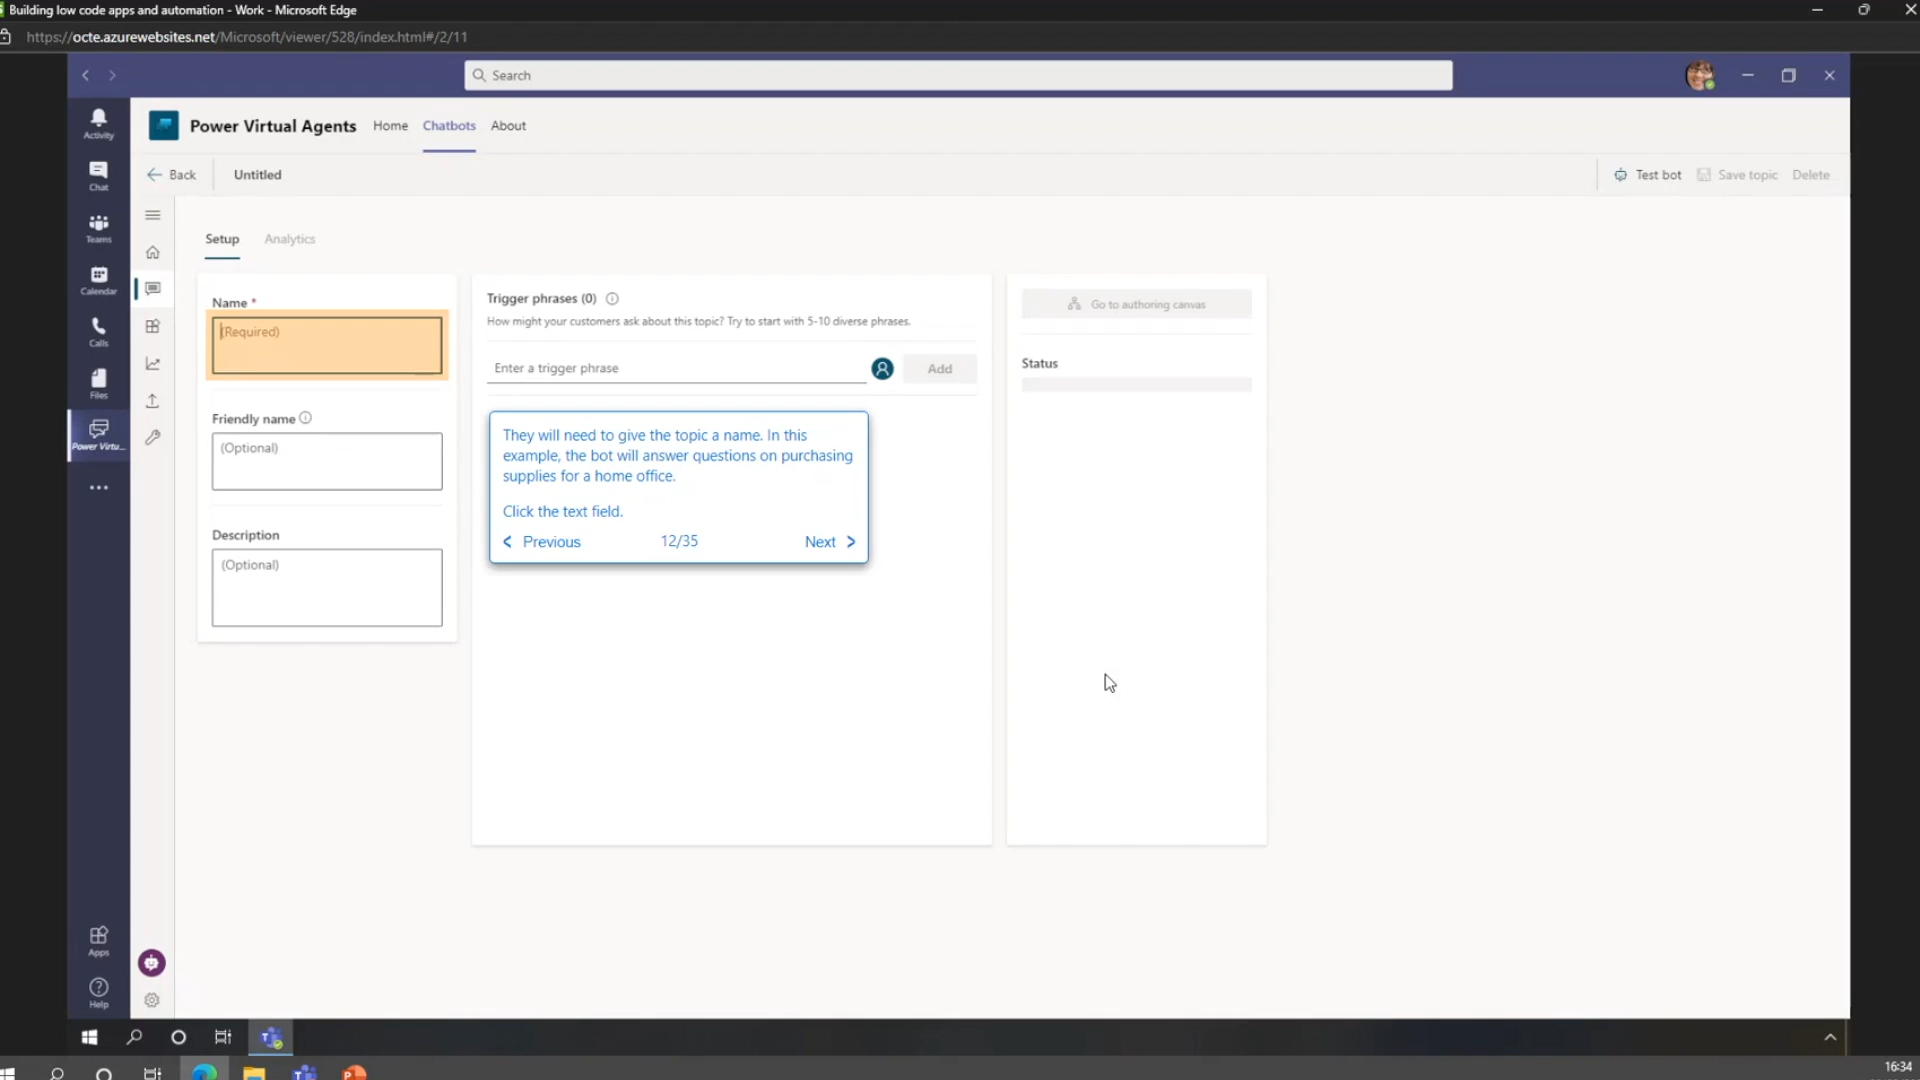 Building low code apps and automation - Work - Microsoft Edge
https://octe.azurewebsites.net/Microsoft/viewer/528/index.html#/2/11
Search
Activity
Chat
Teams
Calendar
Calls
Files
Power Virtu...
Apps
Help
Power Virtual Agents
Home
Chatbots
About
Back
Untitled
Test bot
Save topic
Delete
Setup
Analytics
Name *
(Required)
Friendly name
(Optional)
Description
(Optional)
Trigger phrases (0)
How might your customers ask about this topic? Try to start with 5-10 diverse phrases.
Enter a trigger phrase
Add
They will need to give the topic a name. In this
example, the bot will answer questions on purchasing
supplies for a home office.
Click the text field.
Previous
12/35
Next
Go to authoring canvas
Status
16:34